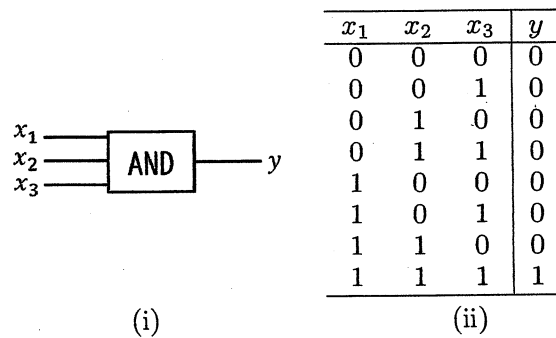 x₁
x₂
x₃
AND
y
(i)
x₁ x₂ x₃ y
0 0 0 0
0 0 1 0
0 1 0 0
0 1 1 0
1 0 0 0
1 0 1 0
1 1 0 0
1 1 1 1
(ii)